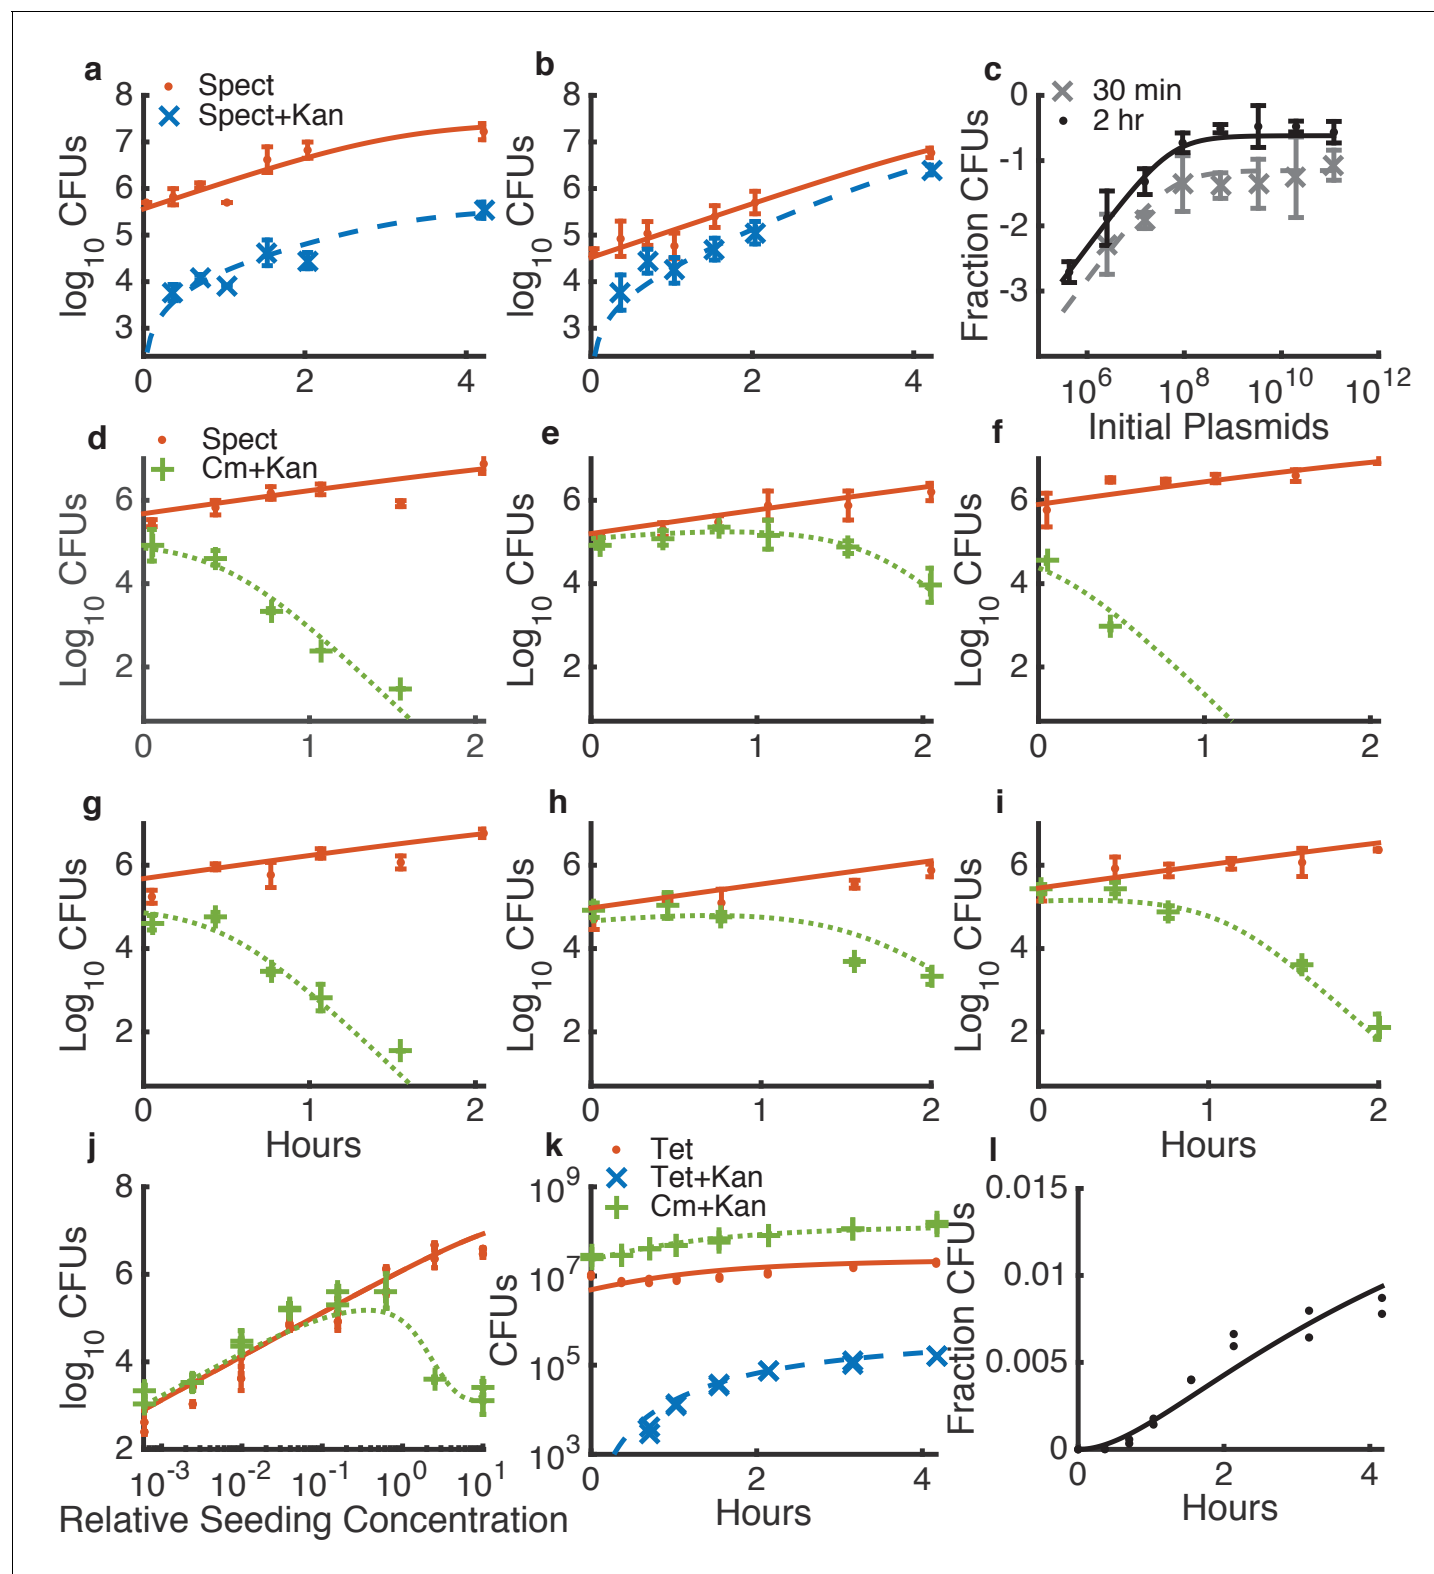 a
Spect
Spect+Kan
log10 CFUs
8
7
6
5
4
3
0 2 4
b
log10 CFUs
8
7
6
5
4
3
0 2 4
c
30 min
2 hr
Fraction CFUs
0
-1
-2
-3
10^6 10^8 10^10 10^12
Initial Plasmids
d
Spect
Cm+Kan
Log10 CFUs
6
4
2
0 1 2
e
Log10 CFUs
6
4
2
0 1 2
f
Log10 CFUs
6
4
2
0 1 2
g
Log10 CFUs
6
4
2
0 1 2
Hours
h
Log10 CFUs
6
4
2
0 1 2
i
Log10 CFUs
6
4
2
0 1 2
Hours
j
log10 CFUs
8
6
4
2
10^-3 10^-2 10^-1 10^0 10^1
Relative Seeding Concentration
k
Tet
Tet+Kan
Cm+Kan
CFUs
10^9
10^7
10^5
10^3
0 2 4
Hours
l
Fraction CFUs
0.015
0.01
0.005
0
0 2 4
Hours